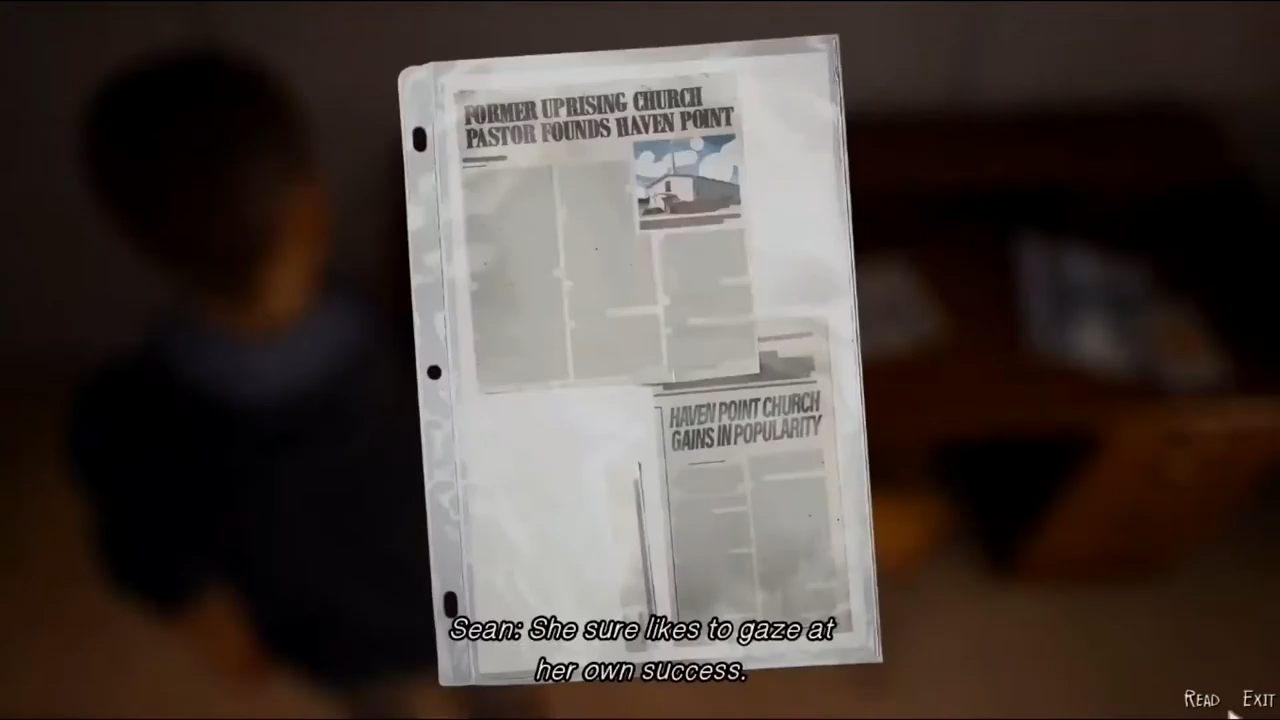 FORMER UPRISING CHURCH
PASTOR FOUNDS HAVEN POINT
HAVEN POINT CHURCH
GAINS IN POPULARITY
Sean: She sure likes to gaze at
her own success.
READ EXIT